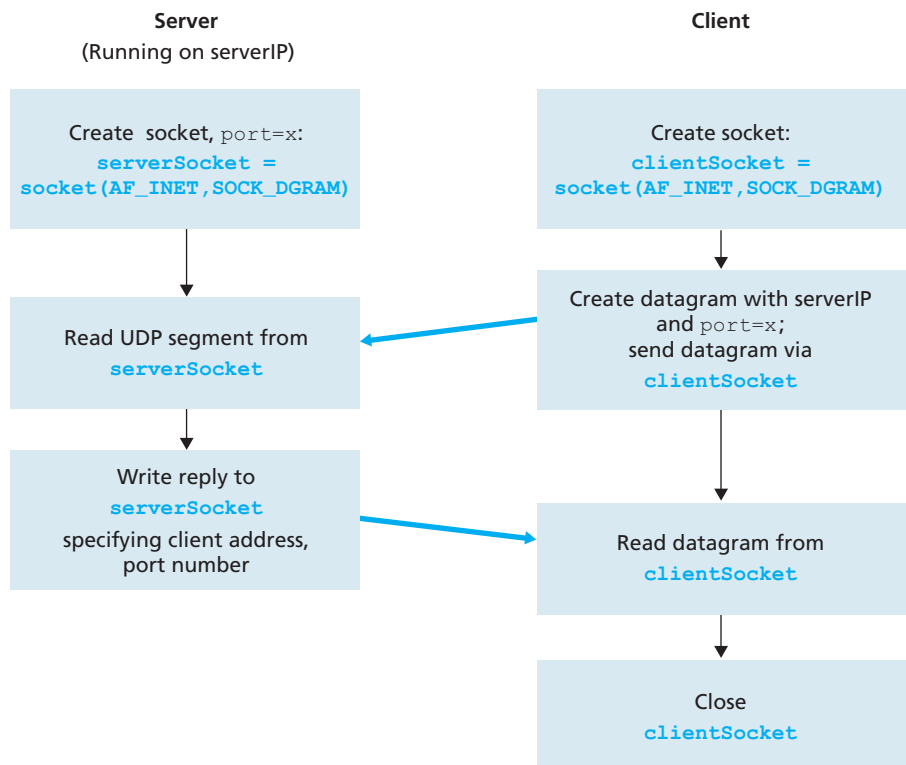 Server
(Running on serverIP)
Create socket, port=x:
serverSocket =
socket(AF_INET,SOCK_DGRAM)
Read UDP segment from
serverSocket
Write reply to
serverSocket
specifying client address,
port number
Client
Create socket:
clientSocket =
socket(AF_INET,SOCK_DGRAM)
Create datagram with serverIP
and port=x;
send datagram via
clientSocket
Read datagram from
clientSocket
Close
clientSocket